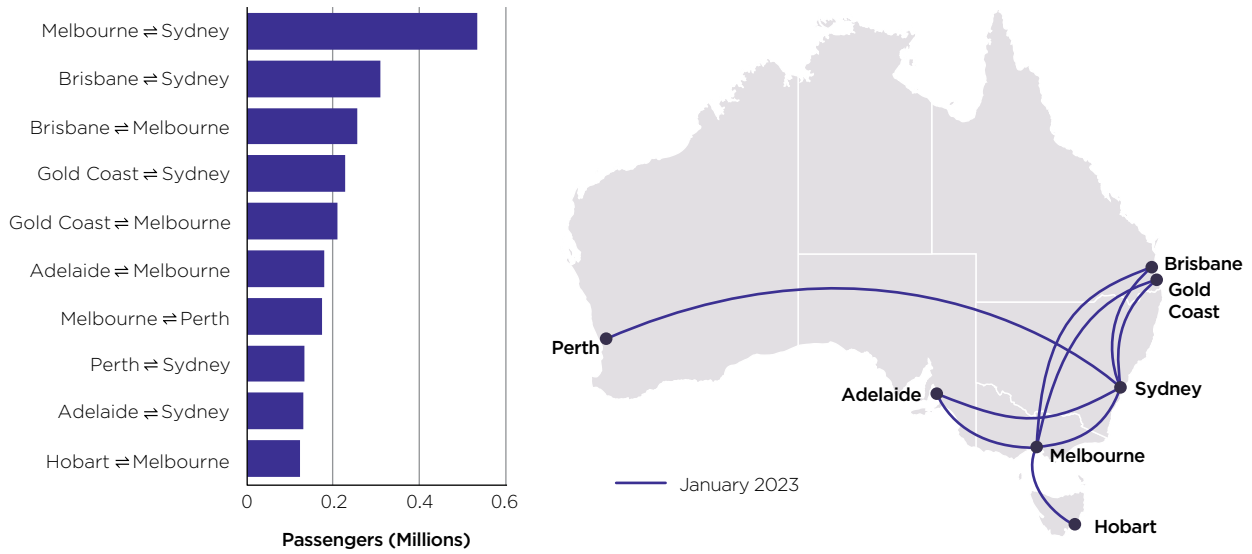 Melbourne ⇌ Sydney
Brisbane ⇌ Sydney
Brisbane ⇌ Melbourne
Gold Coast ⇌ Sydney
Gold Coast ⇌ Melbourne
Adelaide ⇌ Melbourne
Melbourne ⇌ Perth
Perth ⇌ Sydney
Adelaide ⇌ Sydney
Hobart ⇌ Melbourne
0 0.2 0.4 0.6
Passengers (Millions)
Brisbane
Gold
Coast
Perth
Sydney
Adelaide
Melbourne
January 2023
Hobart